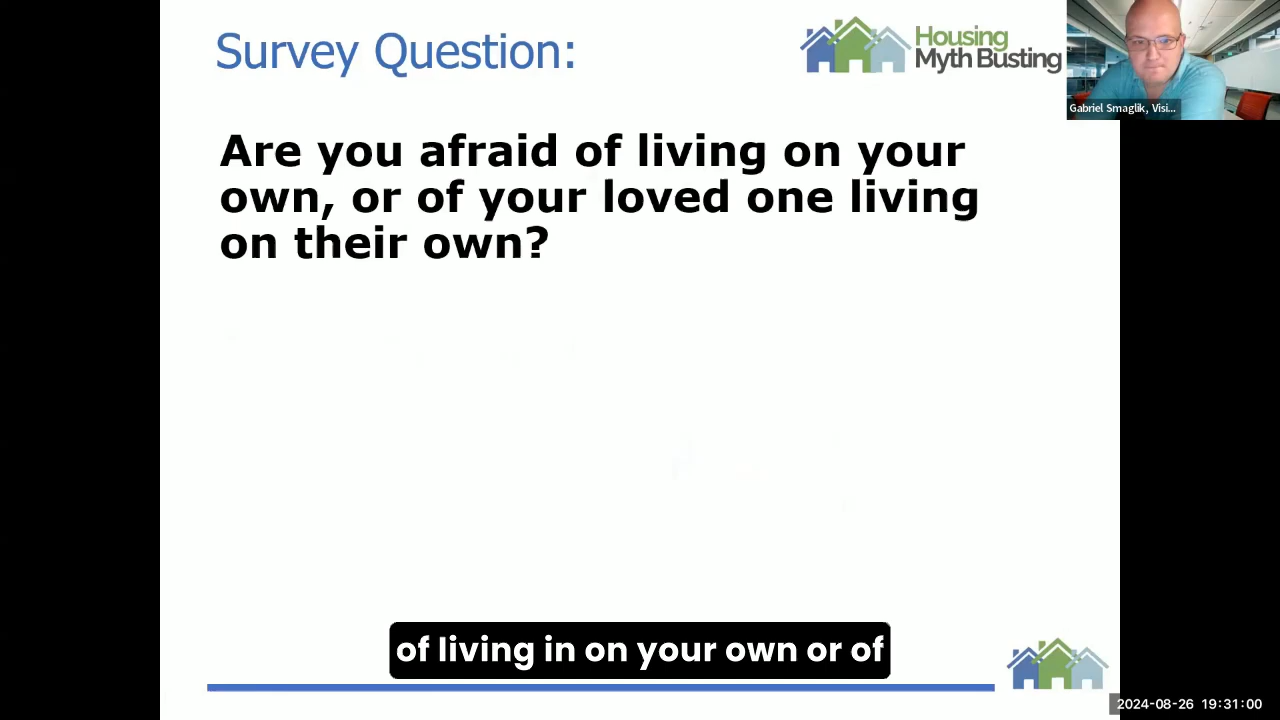 Survey Question:
Housing
Myth Busting
Gabriel Smaglik, Visi...
Are you afraid of living on your
own, or of your loved one living
on their own?
of living in on your own or of
2024-08-26 19:31:00